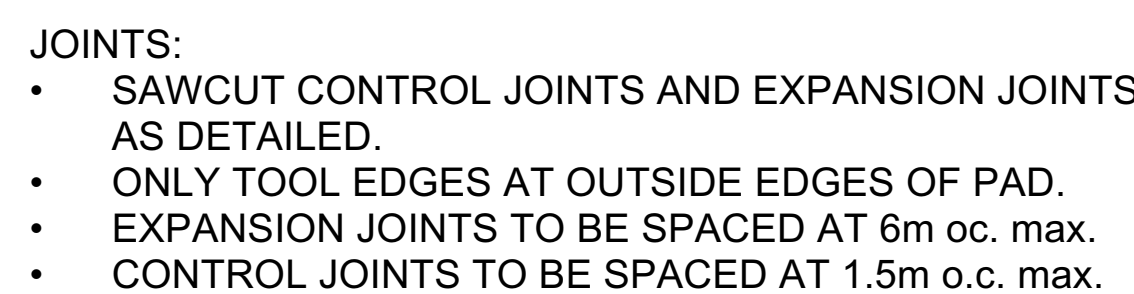 JOINTS:
• SAWCUT CONTROL JOINTS AND EXPANSION JOINTS
AS DETAILED.
• ONLY TOOL EDGES AT OUTSIDE EDGES OF PAD.
• EXPANSION JOINTS TO BE SPACED AT 6m oc. max.
• CONTROL JOINTS TO BE SPACED AT 1.5m o.c. max.